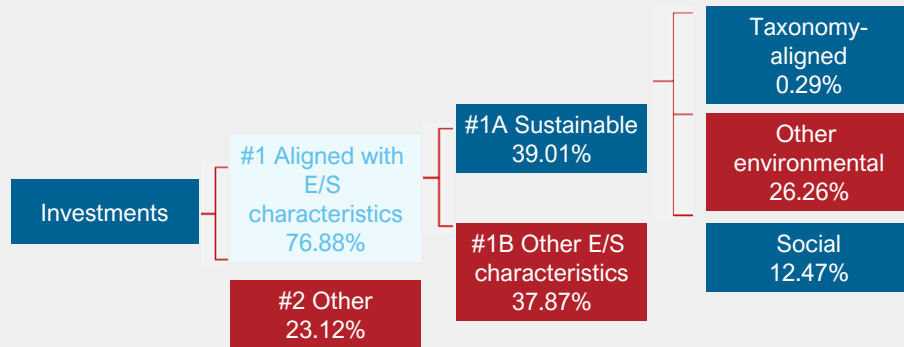 Investments
#1 Aligned with
E/S
characteristics
76.88%
#2 Other
23.12%
#1A Sustainable
39.01%
#1B Other E/S
characteristics
37.87%
Taxonomy-
aligned
0.29%
Other
environmental
26.26%
Social
12.47%